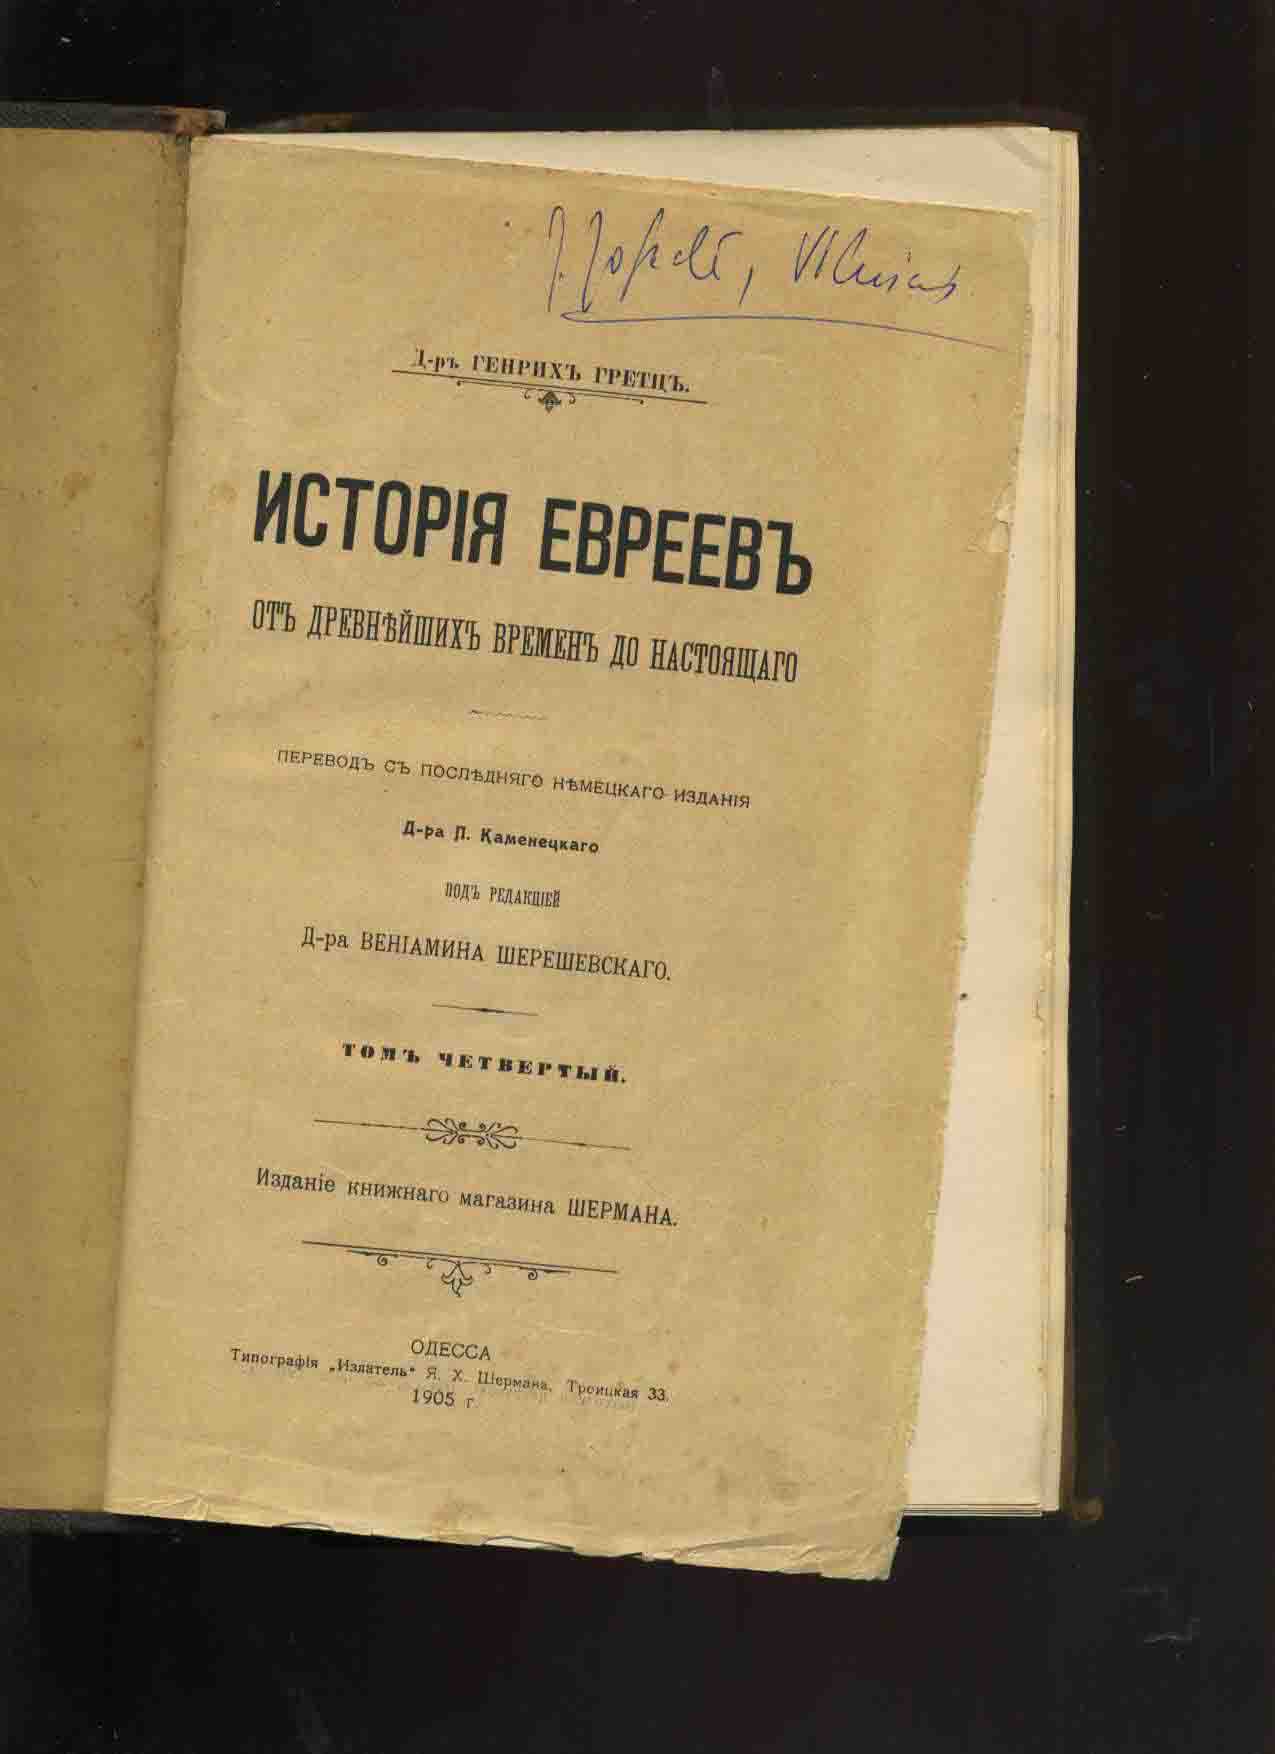 Vilnius
Д-ръ ГЕНРИХЪ ГРЕТЦЪ.
ИСТОРІЯ ЕВРЕЕВЪ
ОТЪ ДРЕВНѢЙШИХЪ ВРЕМЕНЪ ДО НАСТОЯЩАГО
ПЕРЕВОДЪ СЪ ПОСЛѢДНЯГО НѢМЕЦКАГО ИЗДАНІЯ
Д-ра П. Каменецкаго
ПОДЪ РЕДАКЦІЕЙ
Д-ра ВЕНІАМИНА ШЕРЕШЕВСКАГО.
ТОМЪ ЧЕТВЕРТЫЙ.
Изданіе книжнаго магазина ШЕРМАНА.
ОДЕССА
Типографія „Издатель“ Я. Х. Шермана, Троицкая 33.
1905 г.